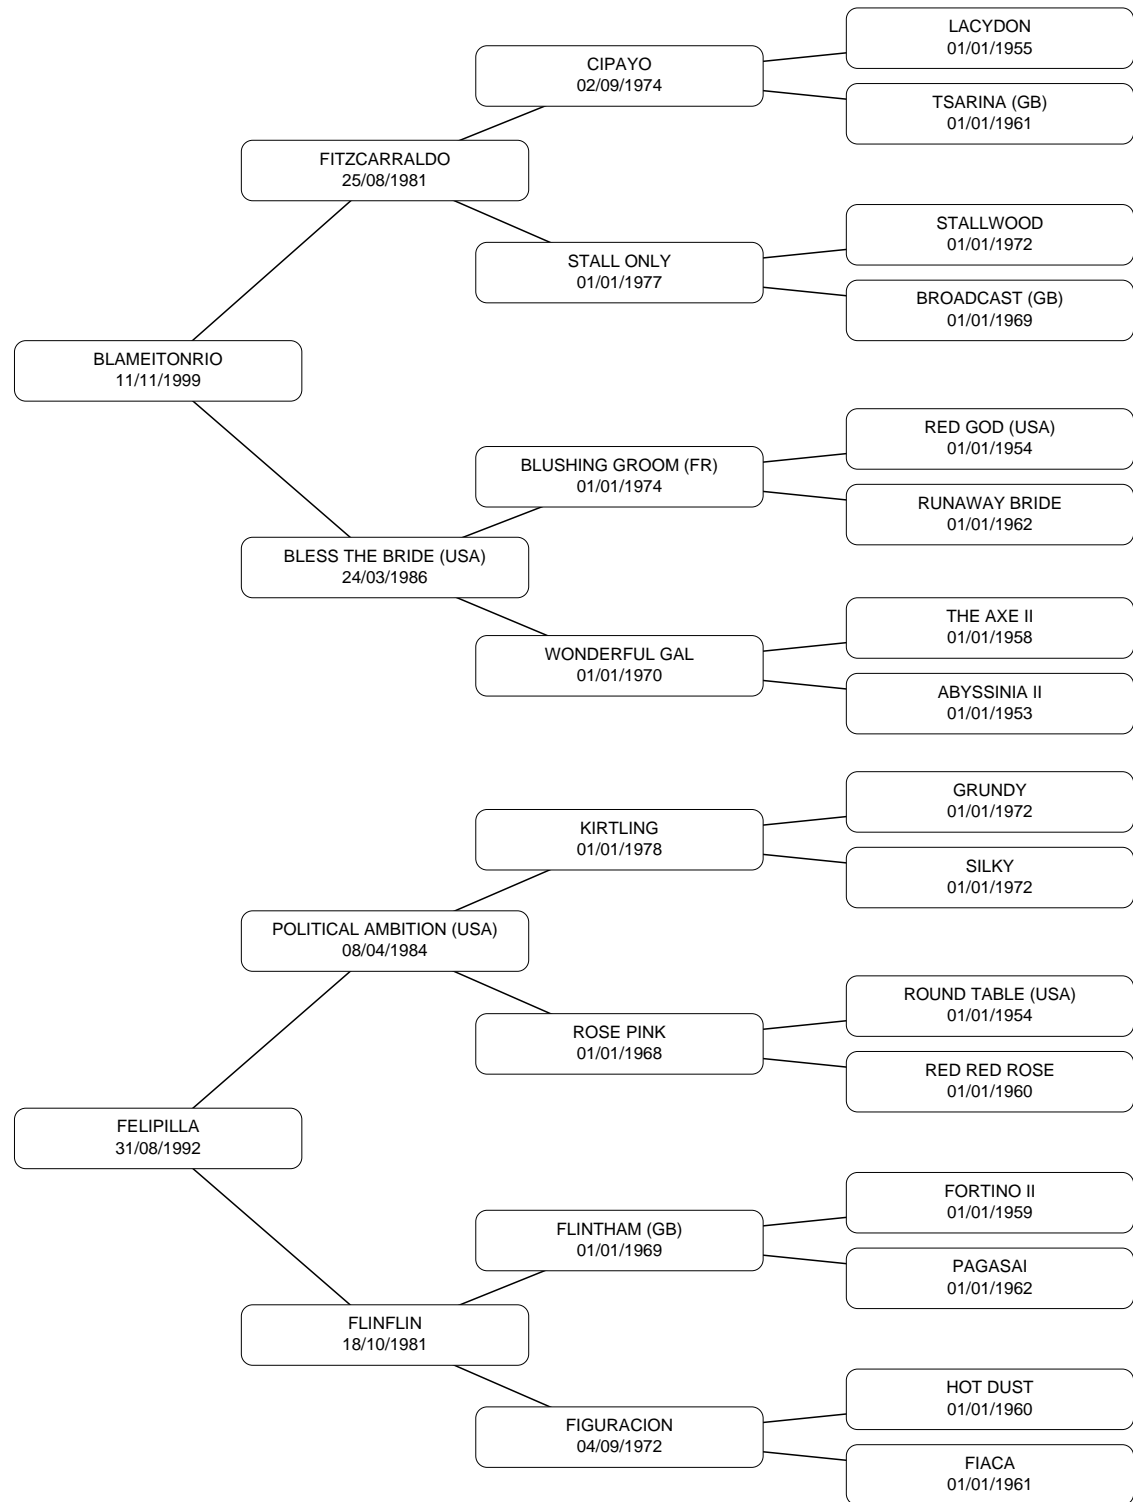 LACYDON
01/01/1955
CIPAYO
02/09/1974
TSARINA (GB)
01/01/1961
FITZCARRALDO
25/08/1981
STALLWOOD
01/01/1972
STALL ONLY
01/01/1977
BROADCAST (GB)
01/01/1969
BLAMEITONRIO
11/11/1999
RED GOD (USA)
01/01/1954
BLUSHING GROOM (FR)
01/01/1974
RUNAWAY BRIDE
01/01/1962
BLESS THE BRIDE (USA)
24/03/1986
THE AXE II
01/01/1958
WONDERFUL GAL
01/01/1970
ABYSSINIA II
01/01/1953
GRUNDY
01/01/1972
KIRTLING
01/01/1978
SILKY
01/01/1972
POLITICAL AMBITION (USA)
08/04/1984
ROUND TABLE (USA)
01/01/1954
ROSE PINK
01/01/1968
RED RED ROSE
01/01/1960
FELIPILLA
31/08/1992
FORTINO II
01/01/1959
FLINTHAM (GB)
01/01/1969
PAGASAI
01/01/1962
FLINFLIN
18/10/1981
HOT DUST
01/01/1960
FIGURACION
04/09/1972
FIACA
01/01/1961